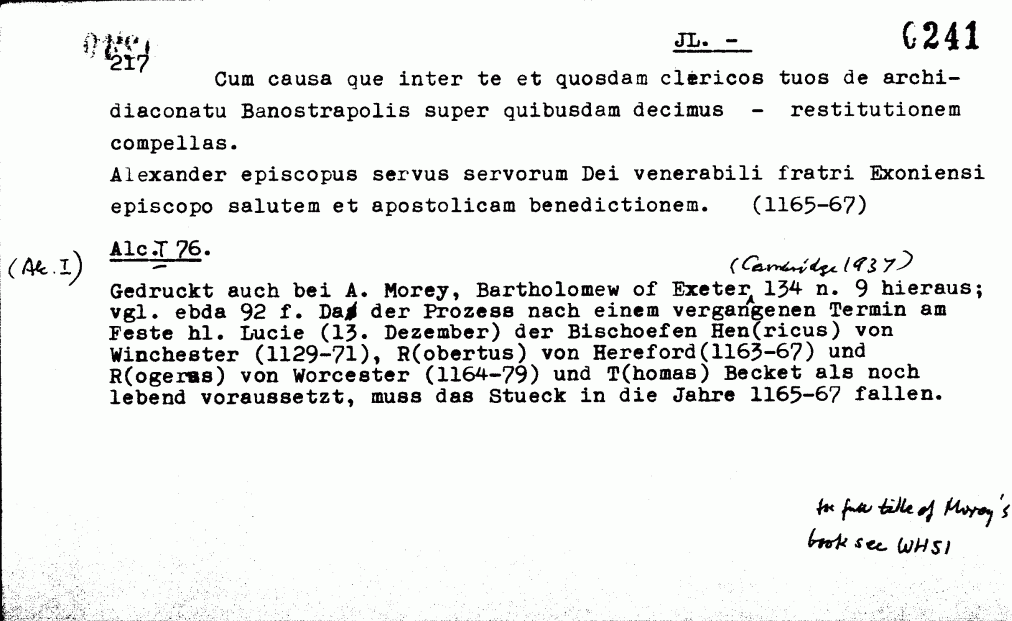 JL. - 0241
217
Cum causa que inter te et quosdam clericos tuos de archi-
diaconatu Banostrapolis super quibusdam decimus - restitutionem
compellas.
Alexander episcopus servus servorum Dei venerabili fratri Exoniensi
episcopo salutem et apostolicam benedictionem. (1165-67)
Alc.T 76.
(Alc. I)
(Cambridge 1937)
Gedruckt auch bei A. Morey, Bartholomew of Exeter 134 n. 9 hieraus;
vgl. ebda 92 f. Da der Prozess nach einem vergangenen Termin am
Feste hl. Lucie (13. Dezember) der Bischoefen Hen(ricus) von
Winchester (1129-71), R(obertus) von Hereford(1163-67) und
R(ogerus) von Worcester (1164-79) und T(homas) Becket als noch
lebend voraussetzt, muss das Stueck in die Jahre 1165-67 fallen.
for full title of Morey's
book see WHSI